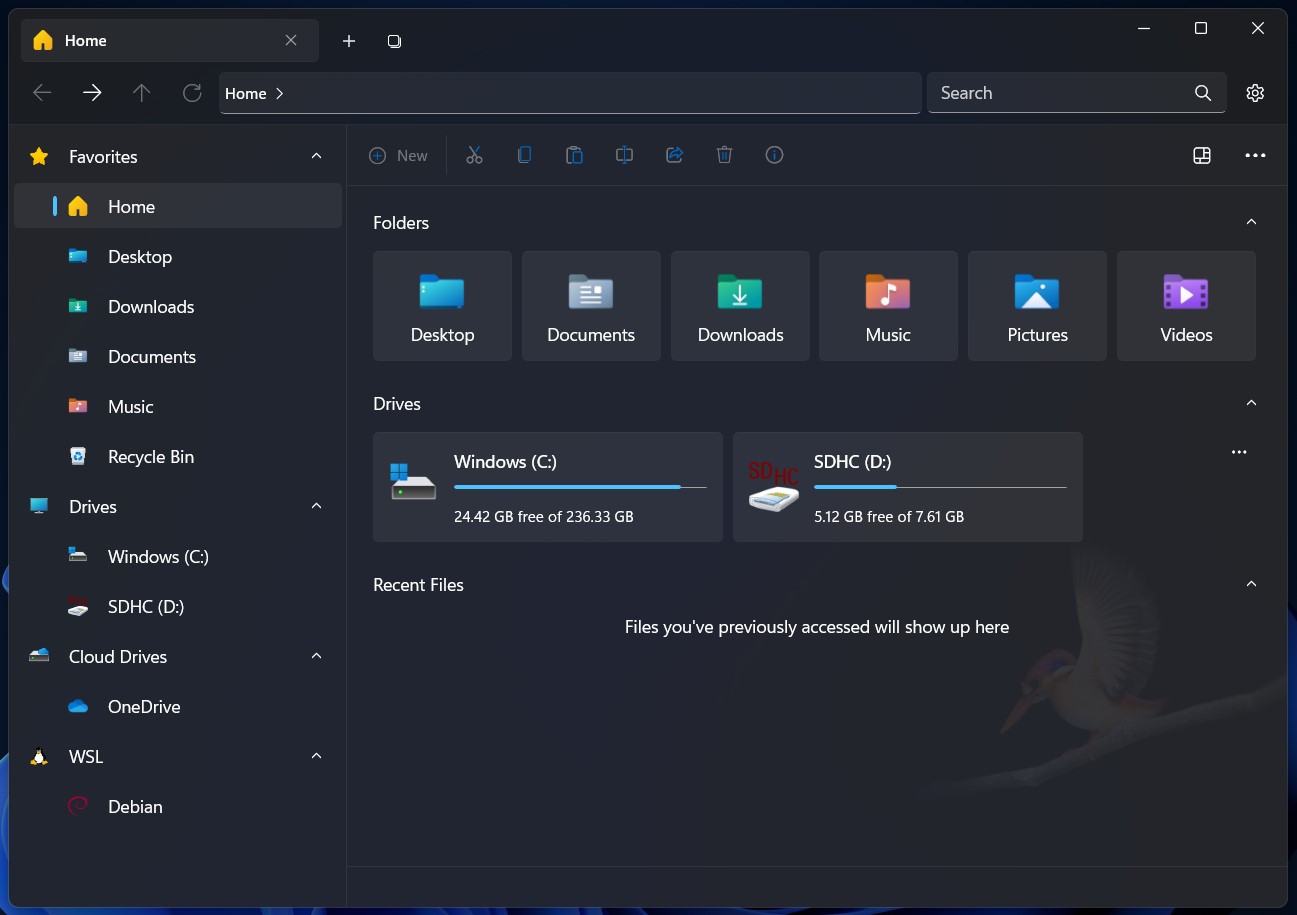 Home
Home
Search
Favorites
Home
Desktop
Downloads
Documents
Music
Recycle Bin
Drives
Windows (C:)
SDHC (D:)
Cloud Drives
OneDrive
WSL
Debian
New
Folders
Desktop
Documents
Downloads
Music
Pictures
Videos
Drives
Windows (C:)
24.42 GB free of 236.33 GB
SDHC
SDHC (D:)
5.12 GB free of 7.61 GB
Recent Files
Files you've previously accessed will show up here